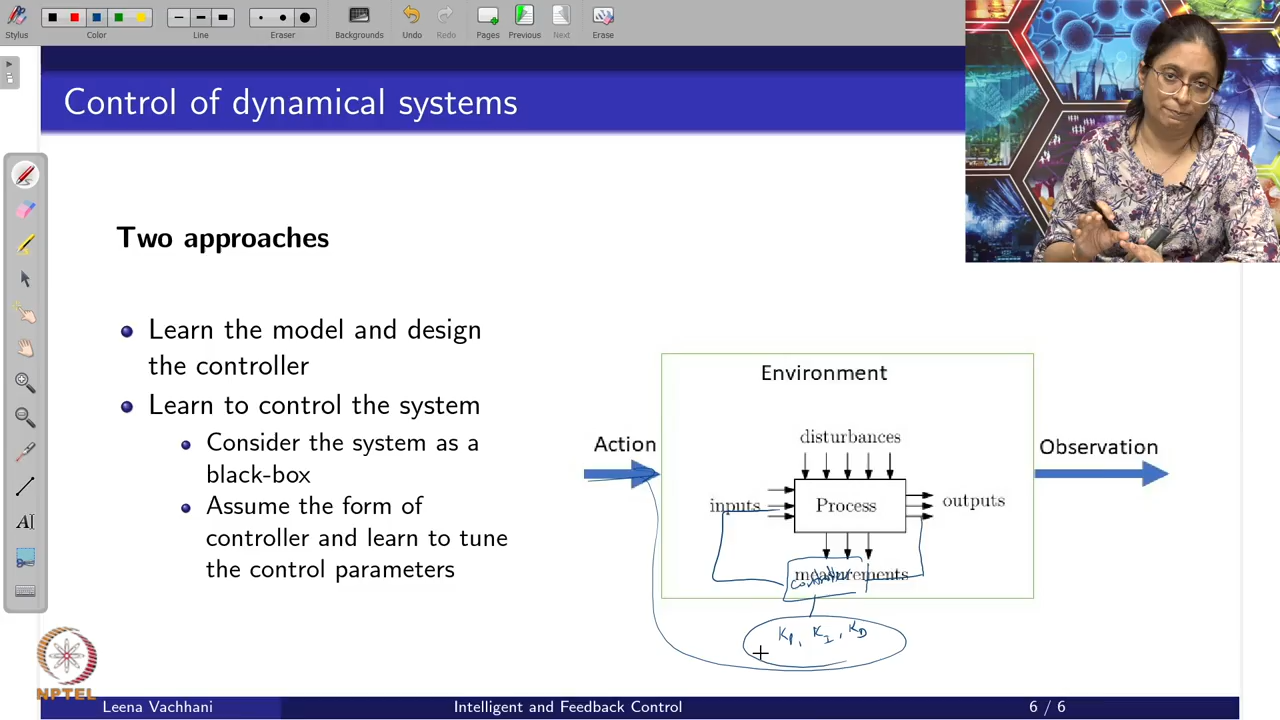 Stylus
Color
Line
Eraser
Backgrounds
Undo
Redo
Pages
Previous
Next
Erase
Control of dynamical systems
Two approaches
Learn the model and design
the controller
Learn to control the system
Consider the system as a
black-box
Assume the form of
controller and learn to tune
the control parameters
Environment
Action
Observation
disturbances
inputs
Process
outputs
measurements
controller
KP, KI, KD
NPTEL
Leena Vachhani
Intelligent and Feedback Control
6 / 6